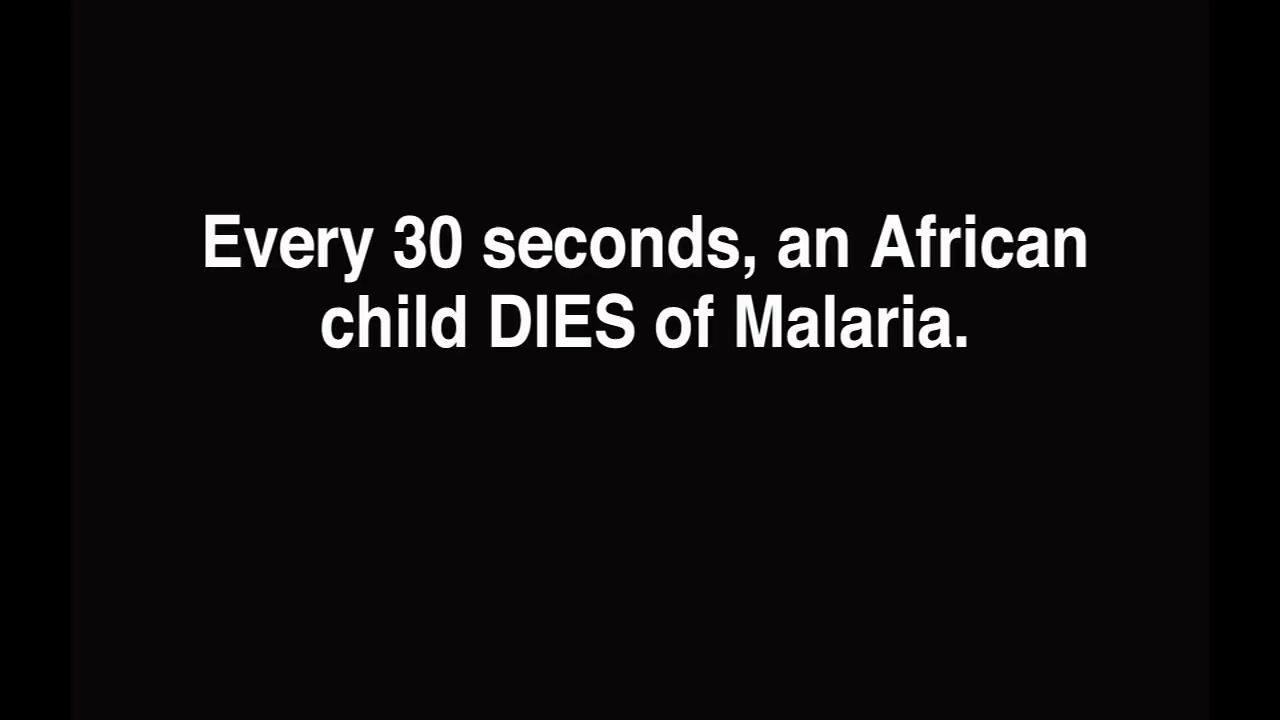 Every 30 seconds, an African
child DIES of Malaria.